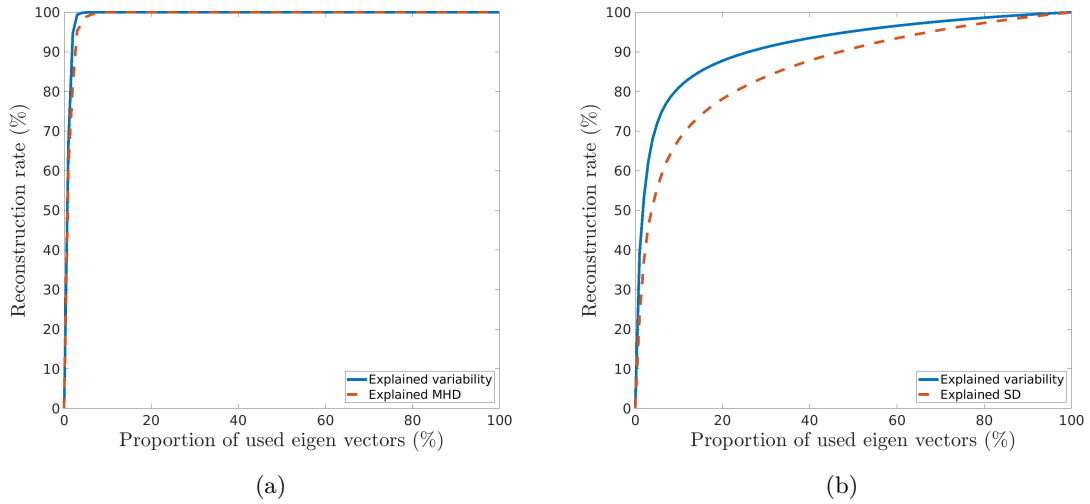 100
90
80
70
60
50
40
30
20
10
0
Reconstruction rate (%)
Explained variability
Explained MHD
0 20 40 60 80 100
Proportion of used eigen vectors (%)
(a)
100
90
80
70
60
50
40
30
20
10
0
Reconstruction rate (%)
Explained variability
Explained SD
0 20 40 60 80 100
Proportion of used eigen vectors (%)
(b)